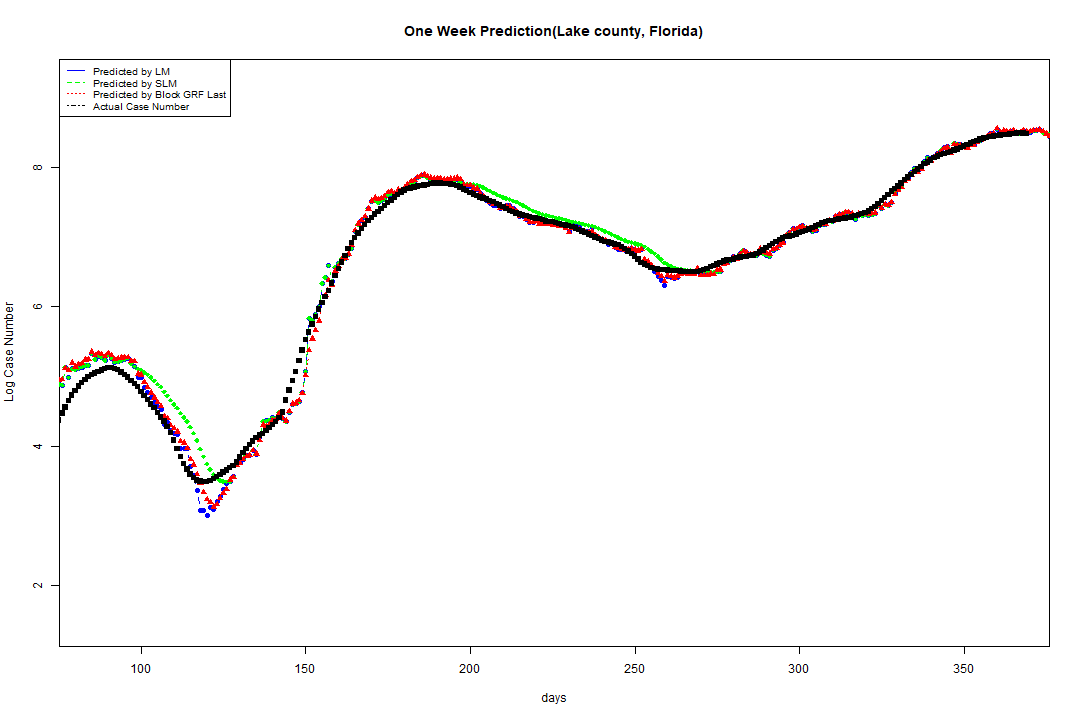 One Week Prediction(Lake county, Florida)
Predicted by LM
Predicted by SLM
Predicted by Block GRF Last
Actual Case Number
8
6
4
2
Log Case Number
100 150 200 250 300 350
days